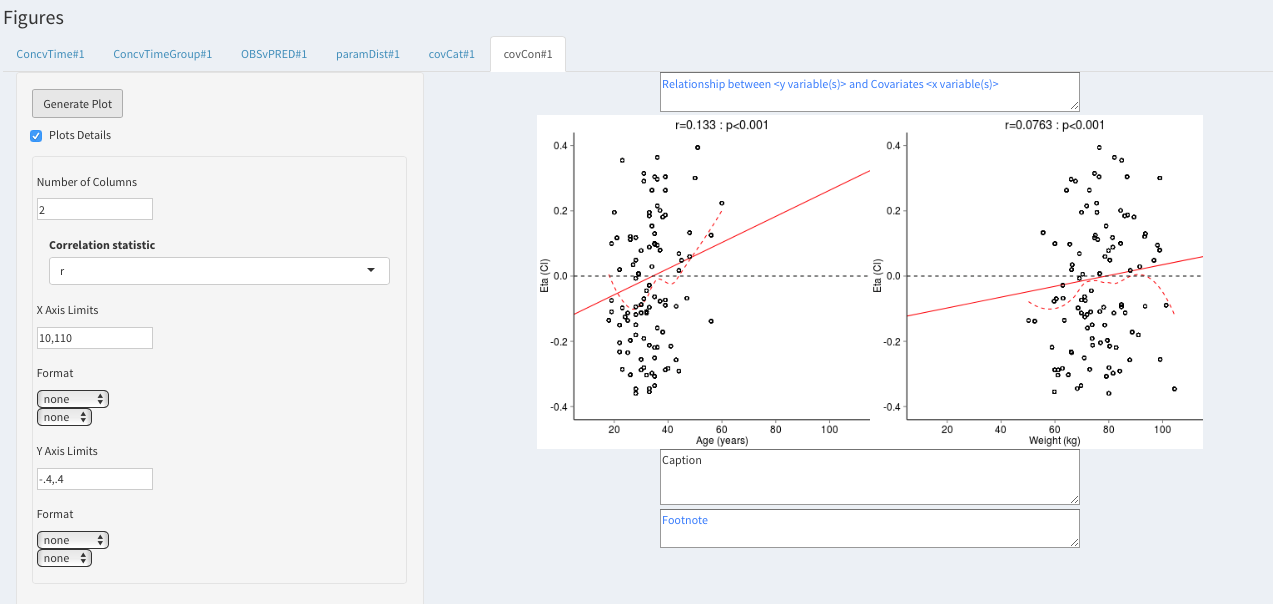 Figures
ConcvTime#1 ConcvTimeGroup#1 OBSvPRED#1 paramDist#1 covCat#1 covCon#1
Generate Plot
Plots Details
Number of Columns
2
Correlation statistic
r
X Axis Limits
10,110
Format
none
none
Y Axis Limits
-.4,.4
Format
none
none
Relationship between <y variable(s)> and Covariates <x variable(s)>
r=0.133 : p<0.001
0.4
0.2
0.0
-0.2
-0.4
Eta (Cl)
20 40 60 80 100
Age (years)
r=0.0763 : p<0.001
0.4
0.2
0.0
-0.2
-0.4
Eta (Cl)
20 40 60 80 100
Weight (kg)
Caption
Footnote